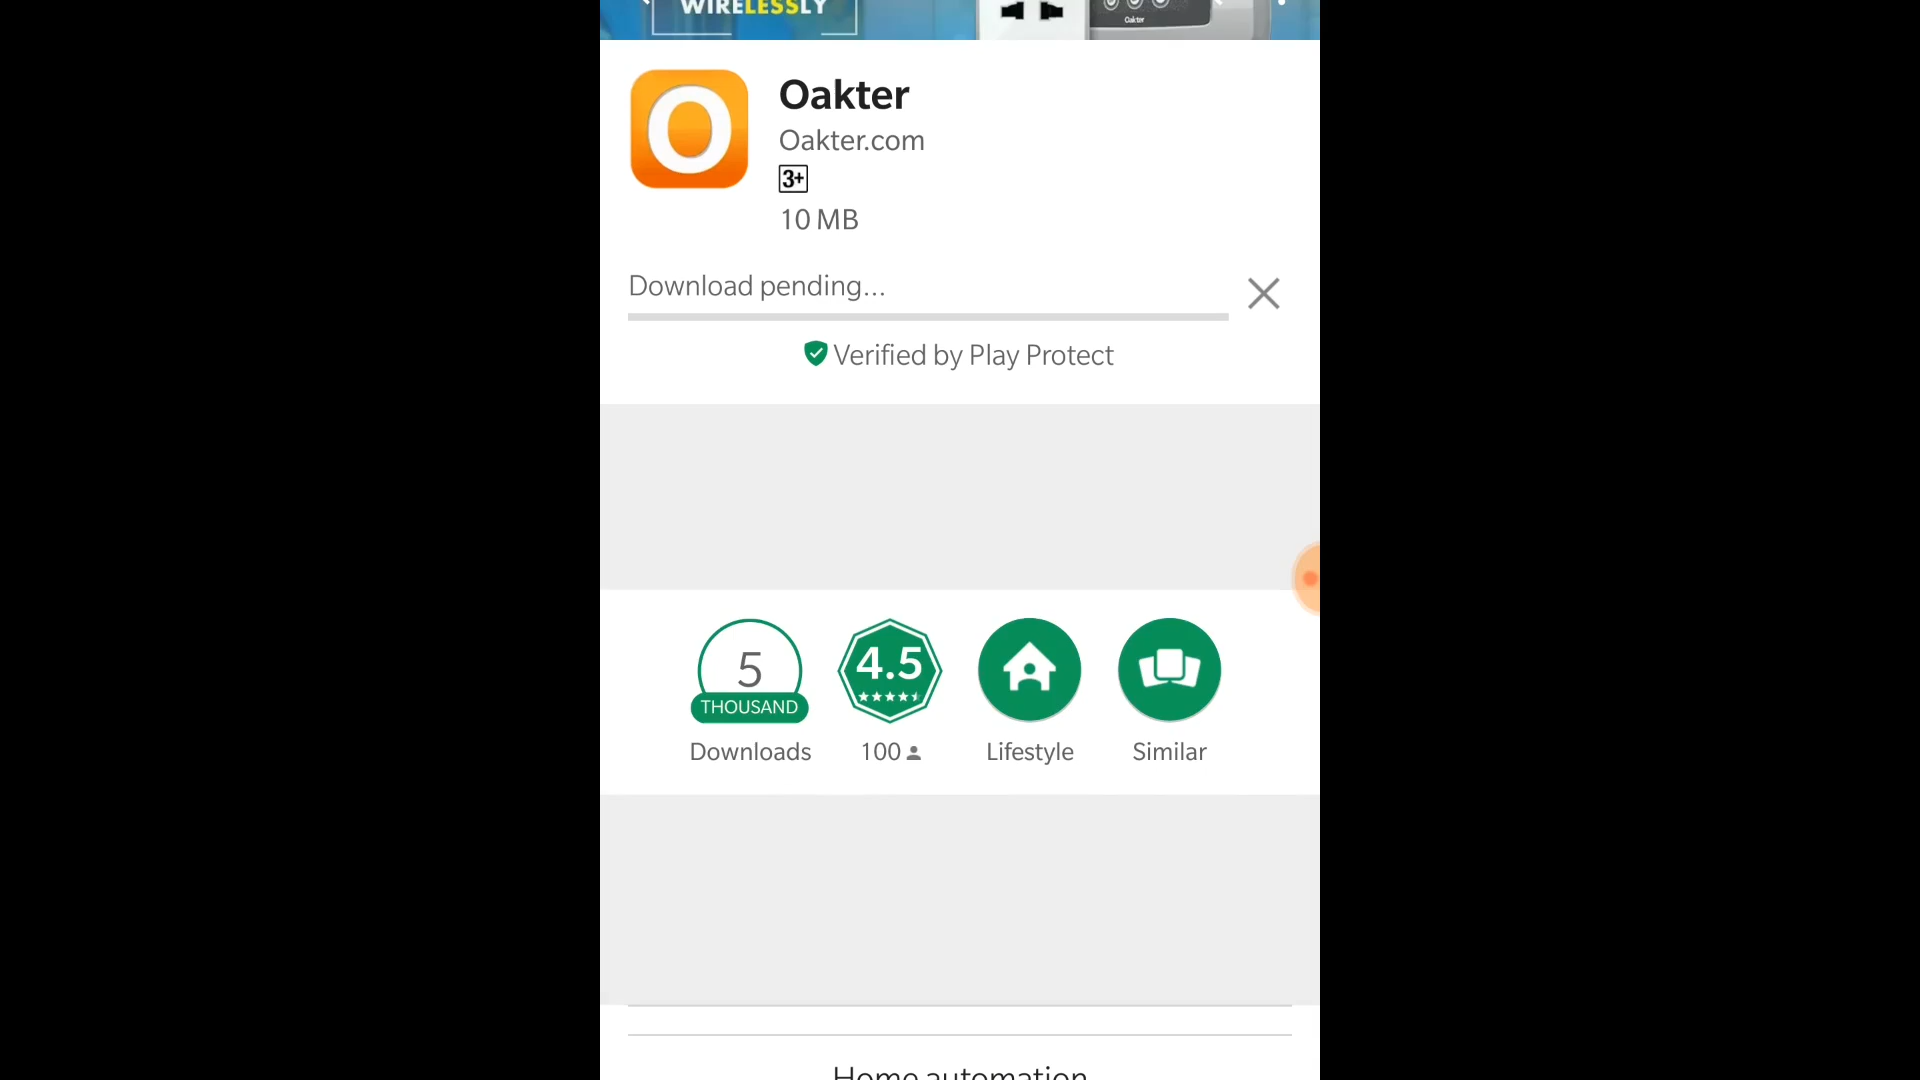 WIRELESSLY
Oakter
O
Oakter
Oakter.com
3+
10 MB
Download pending...
Verified by Play Protect
5
THOUSAND
4.5
Downloads
100
Lifestyle
Similar
Home automation